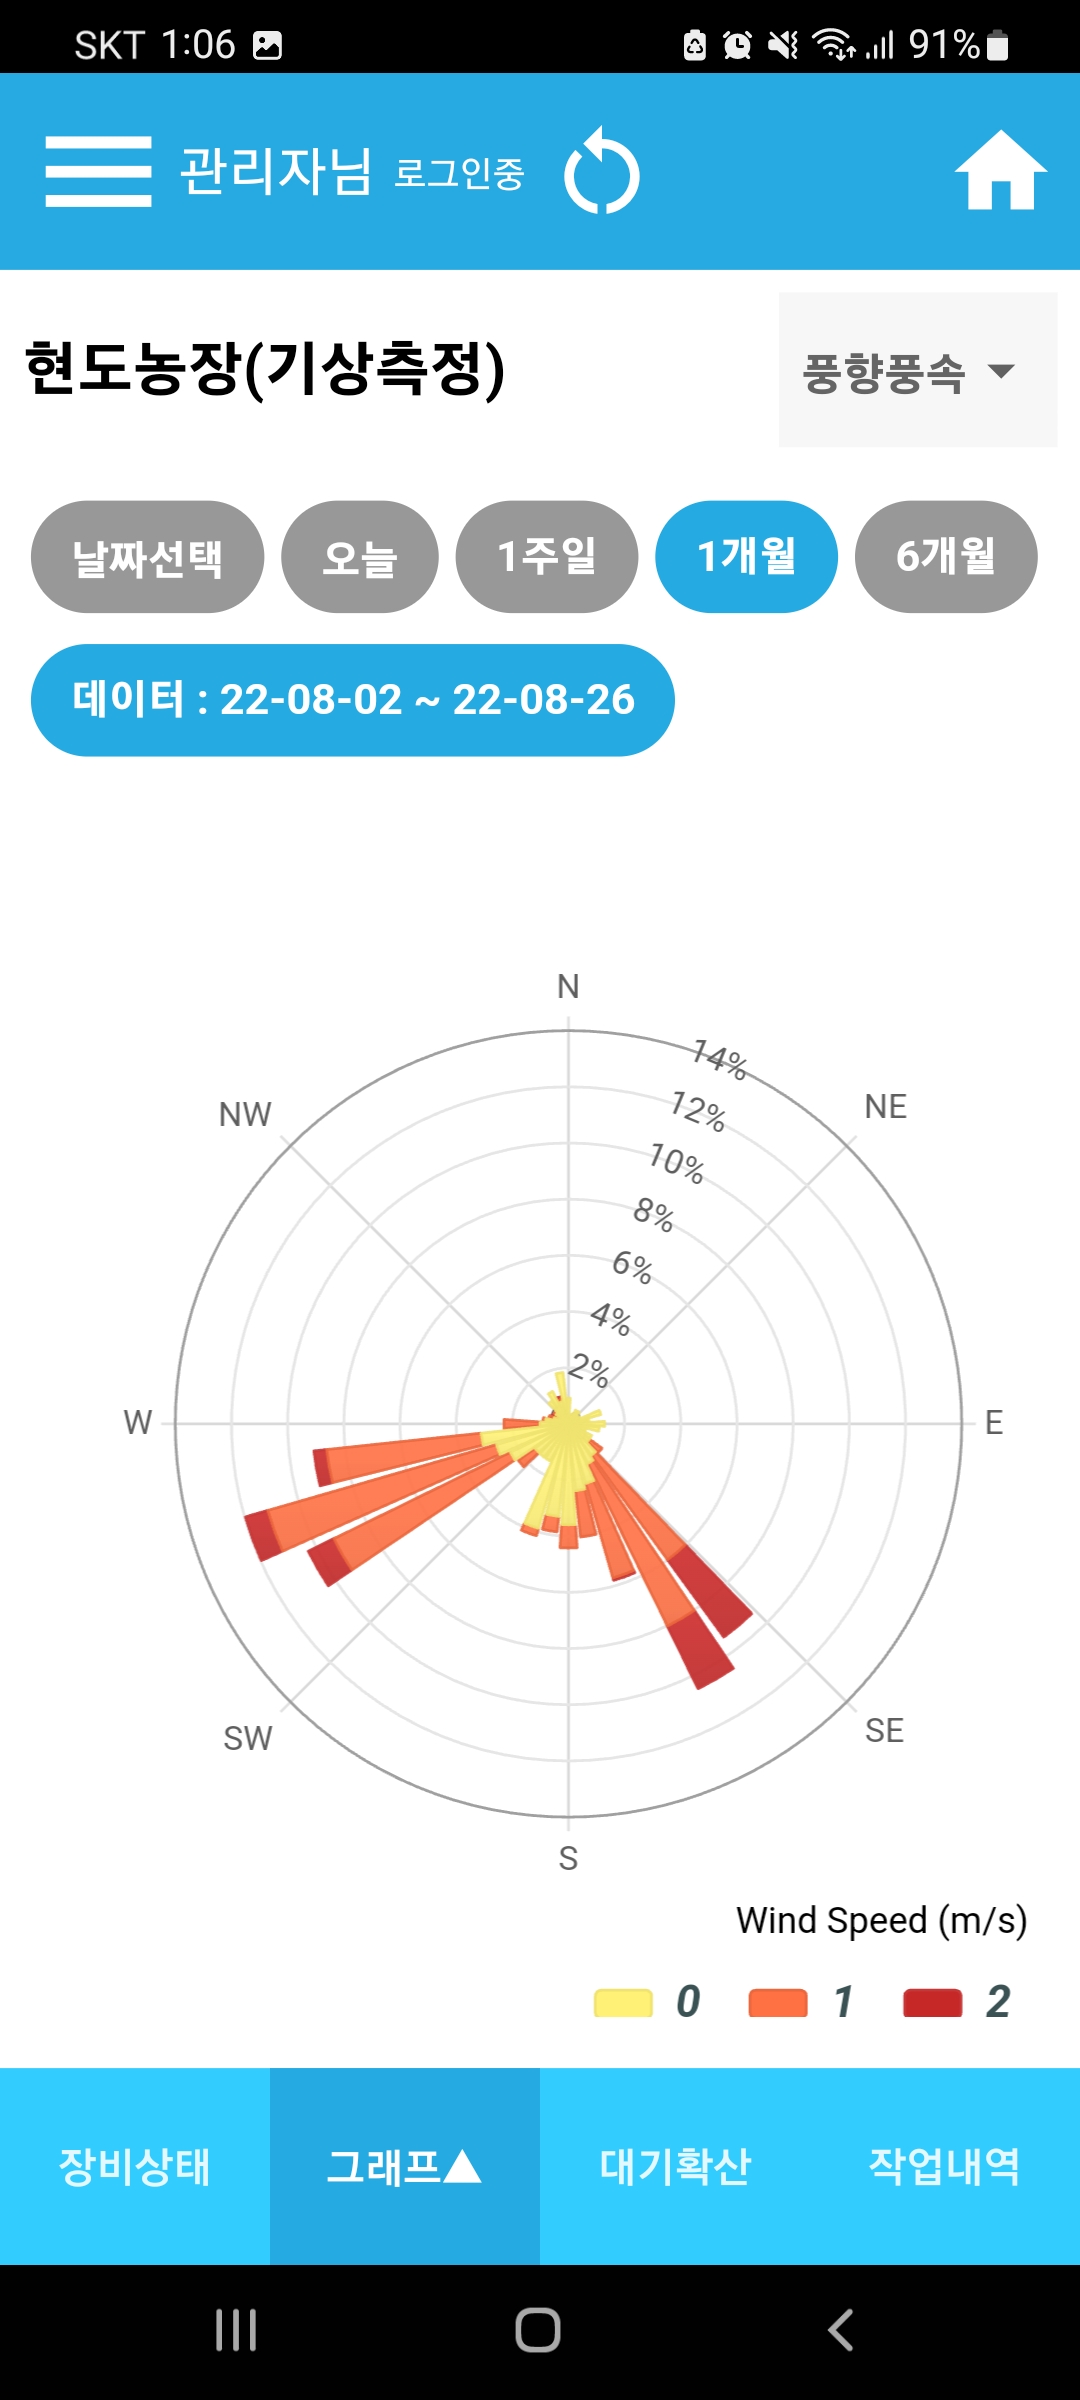 SKT 1:06 91%
관리자님 로그인중
현도농장(기상측정)
풍향풍속
날짜선택 오늘 1주일 1개월 6개월
데이터 : 22-08-02 ~ 22-08-26
N
14%
12%
10%
8%
6%
4%
2%
NW
NE
W
E
SW
SE
S
Wind Speed (m/s)
0 1 2
장비상태 그래프▲ 대기확산 작업내역